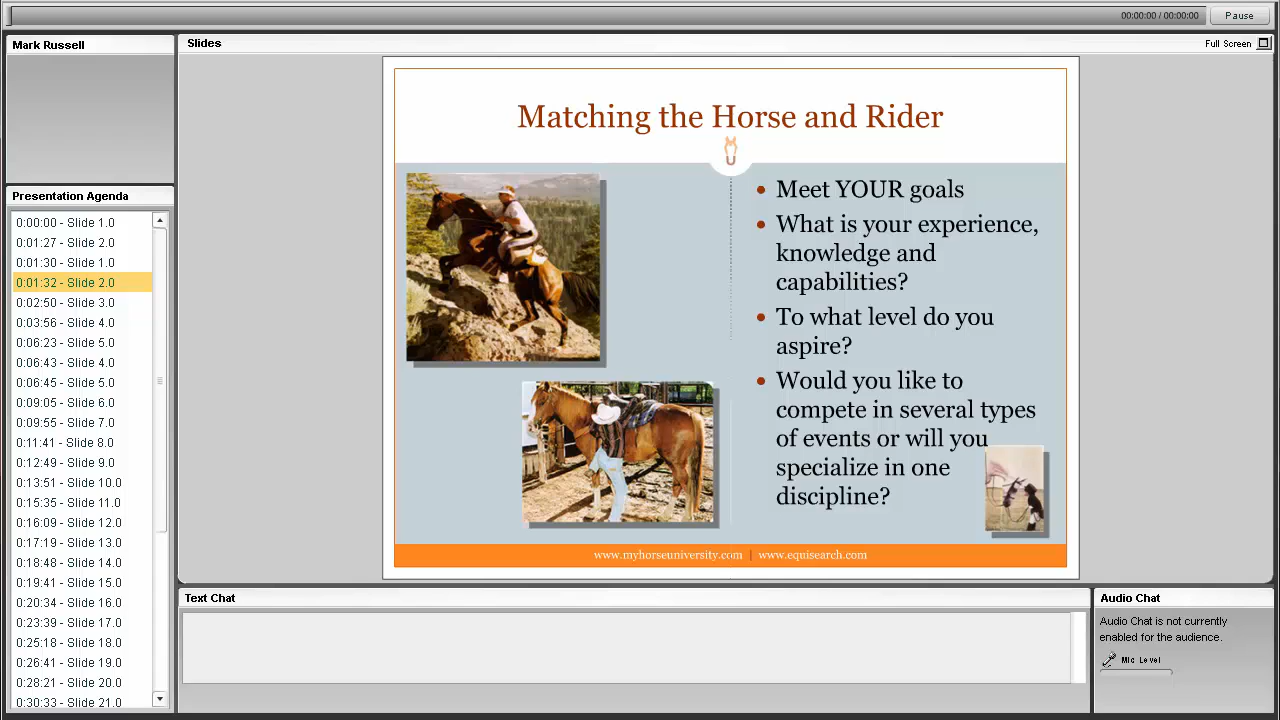 00:00:00 / 00:00:00
Pause
Mark Russell
Slides
Full Screen
Matching the Horse and Rider
Meet YOUR goals
What is your experience,
knowledge and
capabilities?
To what level do you
aspire?
Would you like to
compete in several types
of events or will you
specialize in one
discipline?
www.myhorseuniversity.com | www.equisearch.com
Presentation Agenda
0:00:00 - Slide 1.0
0:01:27 - Slide 2.0
0:01:30 - Slide 1.0
0:01:32 - Slide 2.0
0:02:50 - Slide 3.0
0:03:56 - Slide 4.0
0:06:23 - Slide 5.0
0:06:43 - Slide 4.0
0:06:45 - Slide 5.0
0:09:05 - Slide 6.0
0:09:55 - Slide 7.0
0:11:41 - Slide 8.0
0:12:49 - Slide 9.0
0:13:51 - Slide 10.0
0:15:35 - Slide 11.0
0:16:09 - Slide 12.0
0:17:19 - Slide 13.0
0:18:48 - Slide 14.0
0:19:41 - Slide 15.0
0:20:34 - Slide 16.0
0:23:39 - Slide 17.0
0:25:18 - Slide 18.0
0:26:41 - Slide 19.0
0:28:21 - Slide 20.0
0:30:33 - Slide 21.0
Text Chat
Audio Chat
Audio Chat is not currently
enabled for the audience.
Mic Level